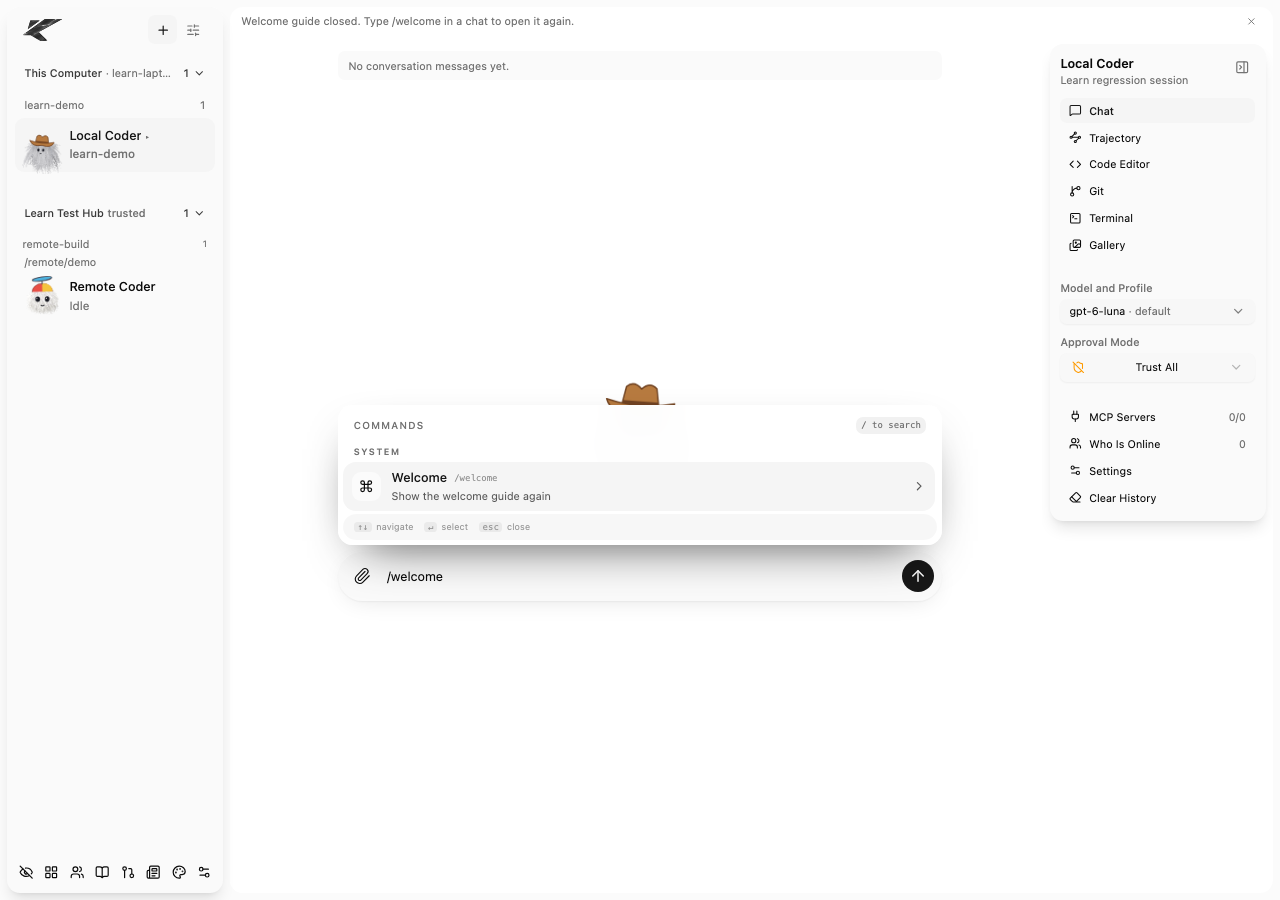 Welcome guide closed. Type /welcome in a chat to open it again.
This Computer · learn-lapt... 1
learn-demo 1
Local Coder
learn-demo
Learn Test Hub trusted 1
remote-build 1
/remote/demo
Remote Coder
Idle
No conversation messages yet.
COMMANDS / to search
SYSTEM
Welcome /welcome
Show the welcome guide again
↑↓ navigate ↵ select esc close
/welcome
Local Coder
Learn regression session
Chat
Trajectory
Code Editor
Git
Terminal
Gallery
Model and Profile
gpt-6-luna · default
Approval Mode
Trust All
MCP Servers 0/0
Who Is Online 0
Settings
Clear History